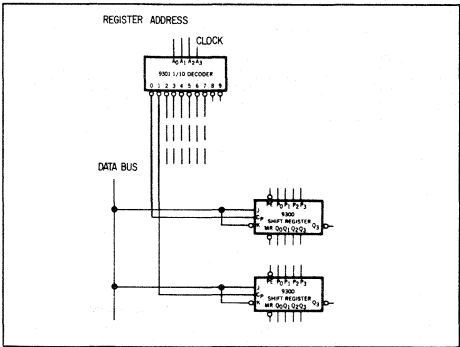 REGISTER ADDRESS
CLOCK
A0 A1 A2 A3
9301 1/10 DECODER
0 1 2 3 4 5 6 7 8 9
DATA BUS
PE P0 P1 P2 P3
J
CP
K
9300
SHIFT REGISTER
MR Q0 Q1 Q2 Q3
Q3
PE P0 P1 P2 P3
J
CP
K
9300
SHIFT REGISTER
MR Q0 Q1 Q2 Q3
Q3